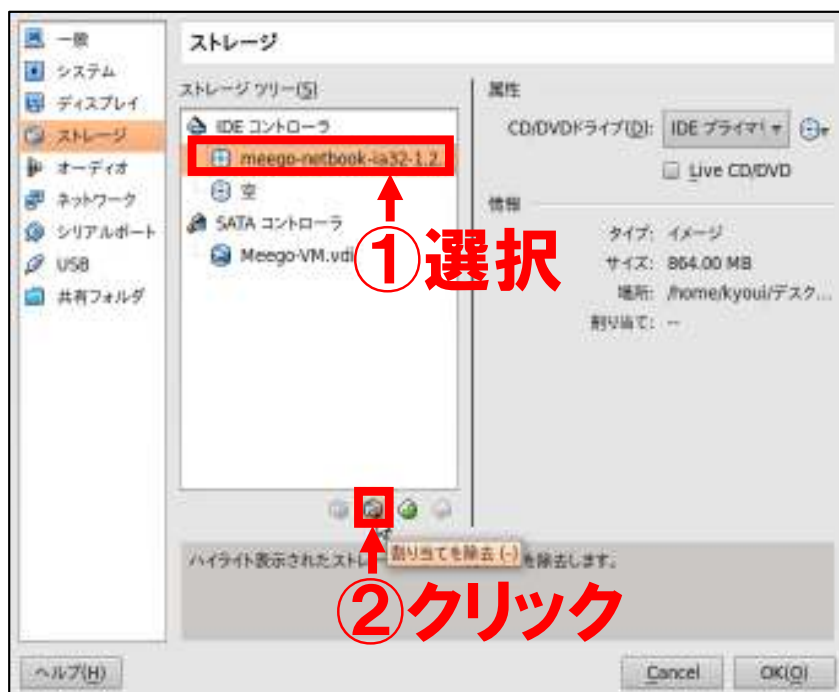 一般
システム
ディスプレイ
ストレージ
オーディオ
ネットワーク
シリアルポート
USB
共有フォルダ
ストレージ
ストレージ ツリー(S)
IDE コントローラ
meego-netbook-ia32-1.2.
空
SATA コントローラ
Meego-VM.vdi
①選択
属性
CD/DVDドライブ(D): IDE プライマリ
Live CD/DVD
情報
タイプ: イメージ
サイズ: 864.00 MB
場所: /home/kyoui/デスク...
割り当て: --
割り当てを除去 (-)
ハイライト表示されたストレ を除去します。
②クリック
ヘルプ(H)
Cancel
OK(O)